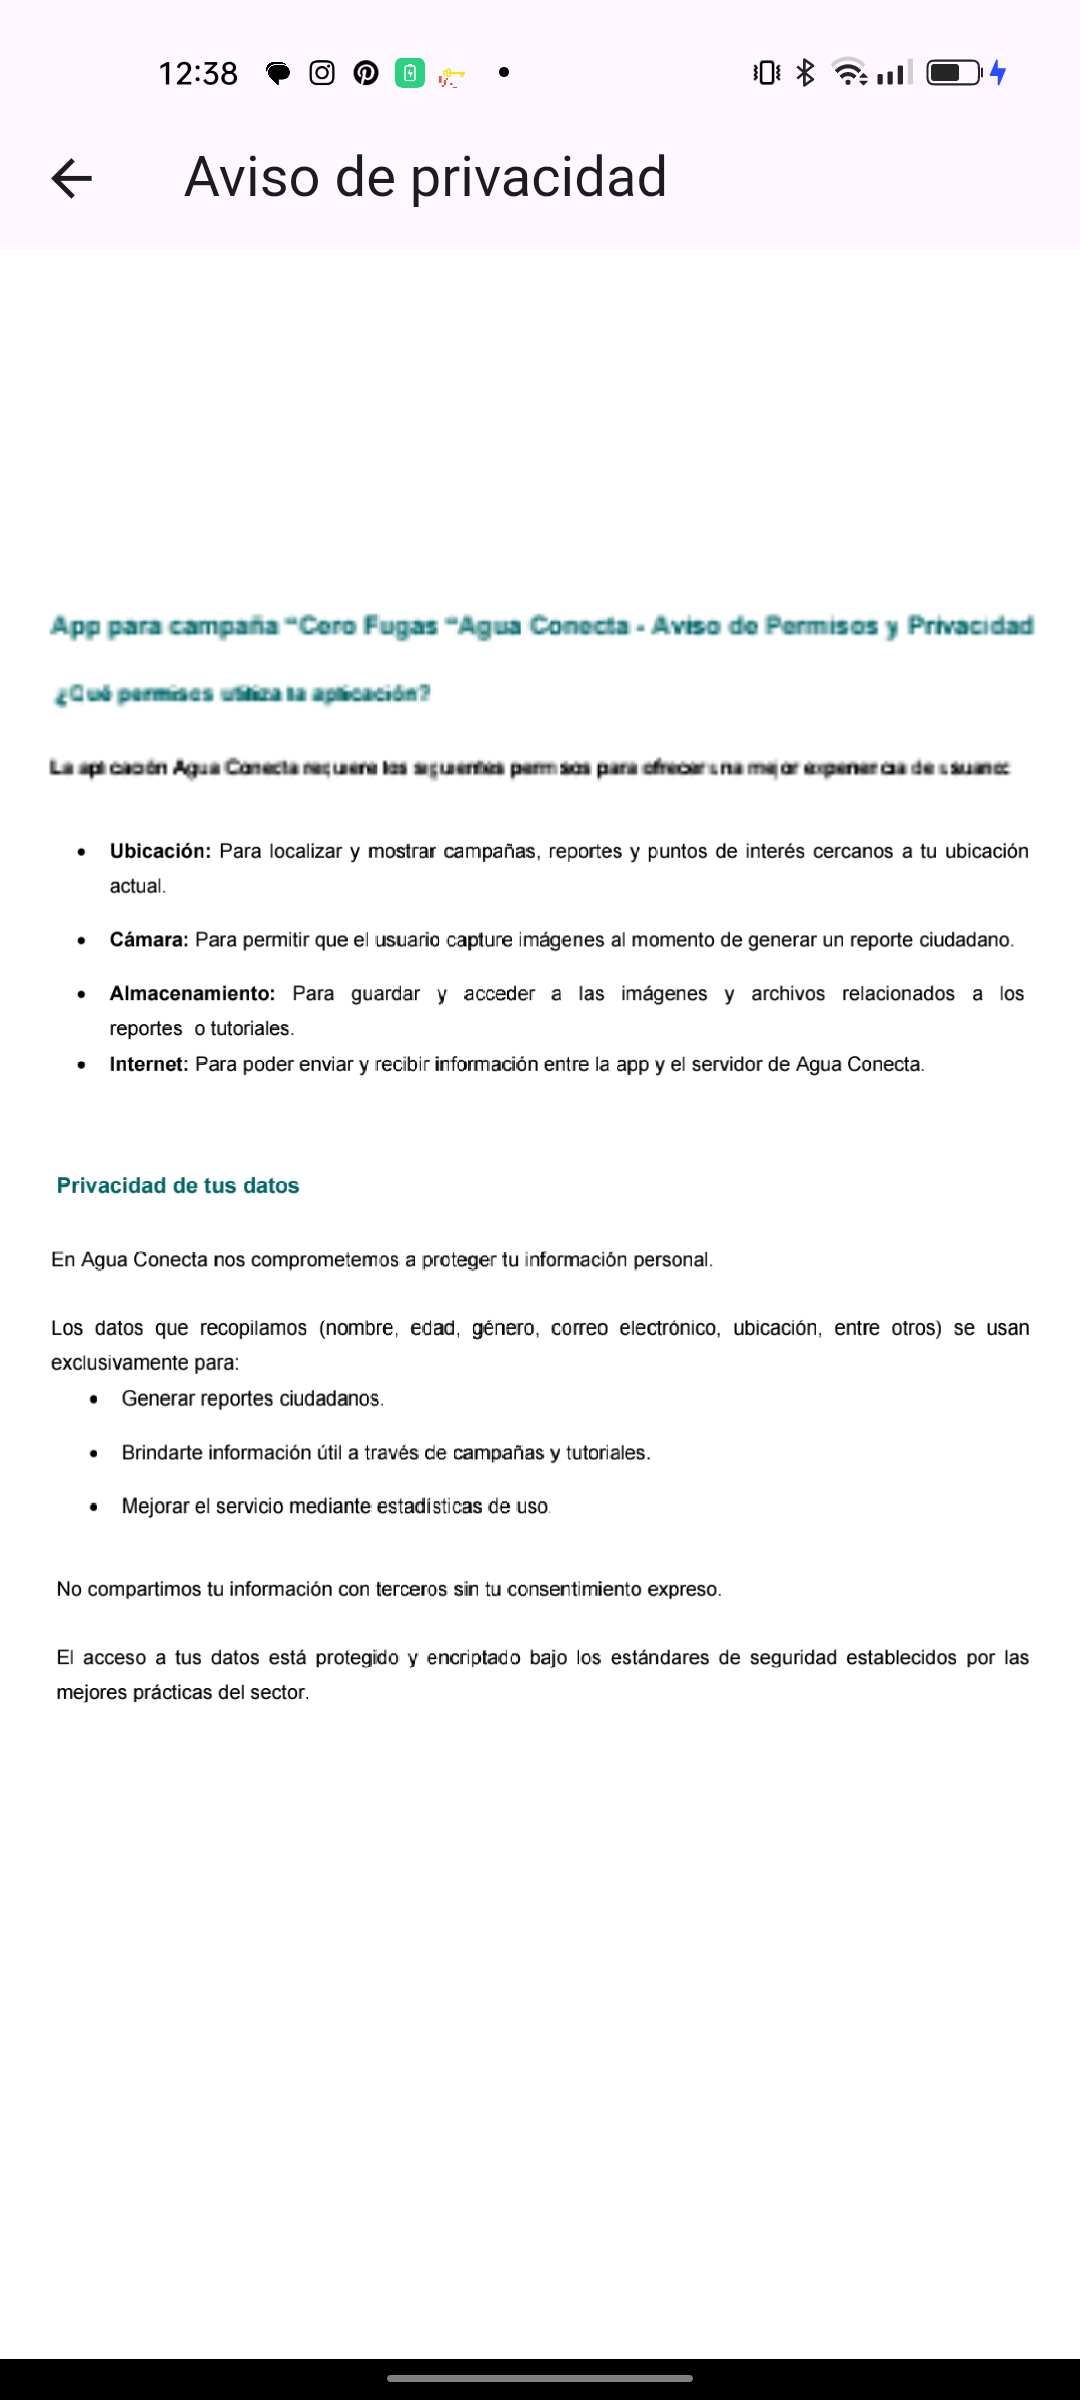 12:38
Aviso de privacidad
App para campaña “Cero Fugas “Agua Conecta - Aviso de Permisos y Privacidad
¿Qué permisos utiliza la aplicación?
La aplicación Agua Conecta requiere los siguientes permisos para ofrecer una mejor experiencia de usuario:
• Ubicación: Para localizar y mostrar campañas, reportes y puntos de interés cercanos a tu ubicación
actual.
• Cámara: Para permitir que el usuario capture imágenes al momento de generar un reporte ciudadano.
• Almacenamiento: Para guardar y acceder a las imágenes y archivos relacionados a los
reportes o tutoriales.
• Internet: Para poder enviar y recibir información entre la app y el servidor de Agua Conecta.
Privacidad de tus datos
En Agua Conecta nos comprometemos a proteger tu información personal.
Los datos que recopilamos (nombre, edad, género, correo electrónico, ubicación, entre otros) se usan
exclusivamente para:
• Generar reportes ciudadanos.
• Brindarte información útil a través de campañas y tutoriales.
• Mejorar el servicio mediante estadísticas de uso.
No compartimos tu información con terceros sin tu consentimiento expreso.
El acceso a tus datos está protegido y encriptado bajo los estándares de seguridad establecidos por las
mejores prácticas del sector.